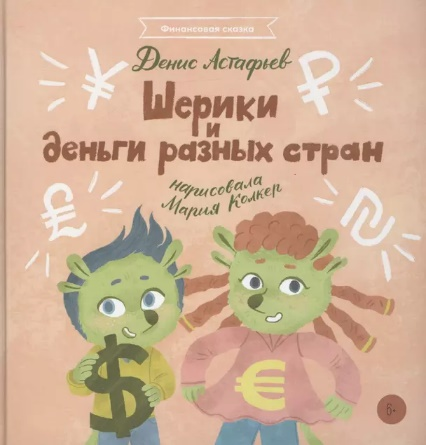 Финансовая сказка
Денис Астафьев
Шерики
и
деньги разных стран
нарисовала
Мария Колкер
¥
₽
£
₪
$
€
6+